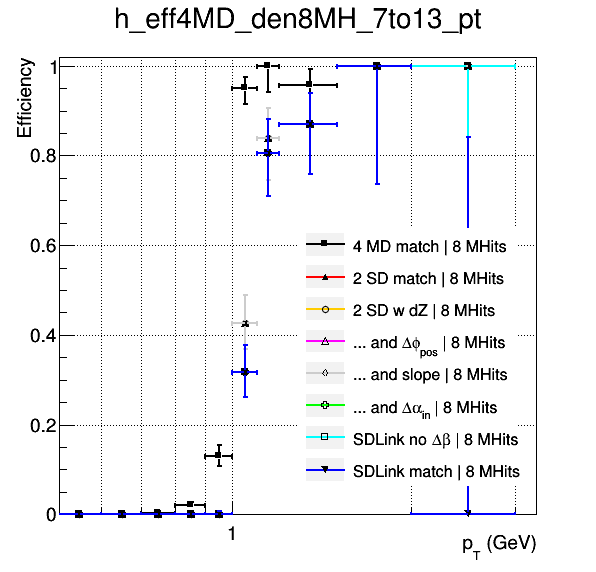 h_eff4MD_den8MH_7to13_pt
Efficiency
1
0.8
0.6
0.4
0.2
0
4 MD match | 8 MHits
2 SD match | 8 MHits
2 SD w dZ | 8 MHits
... and Δϕpos | 8 MHits
... and slope | 8 MHits
... and Δαin | 8 MHits
SDLink no Δβ | 8 MHits
SDLink match | 8 MHits
1
pT (GeV)